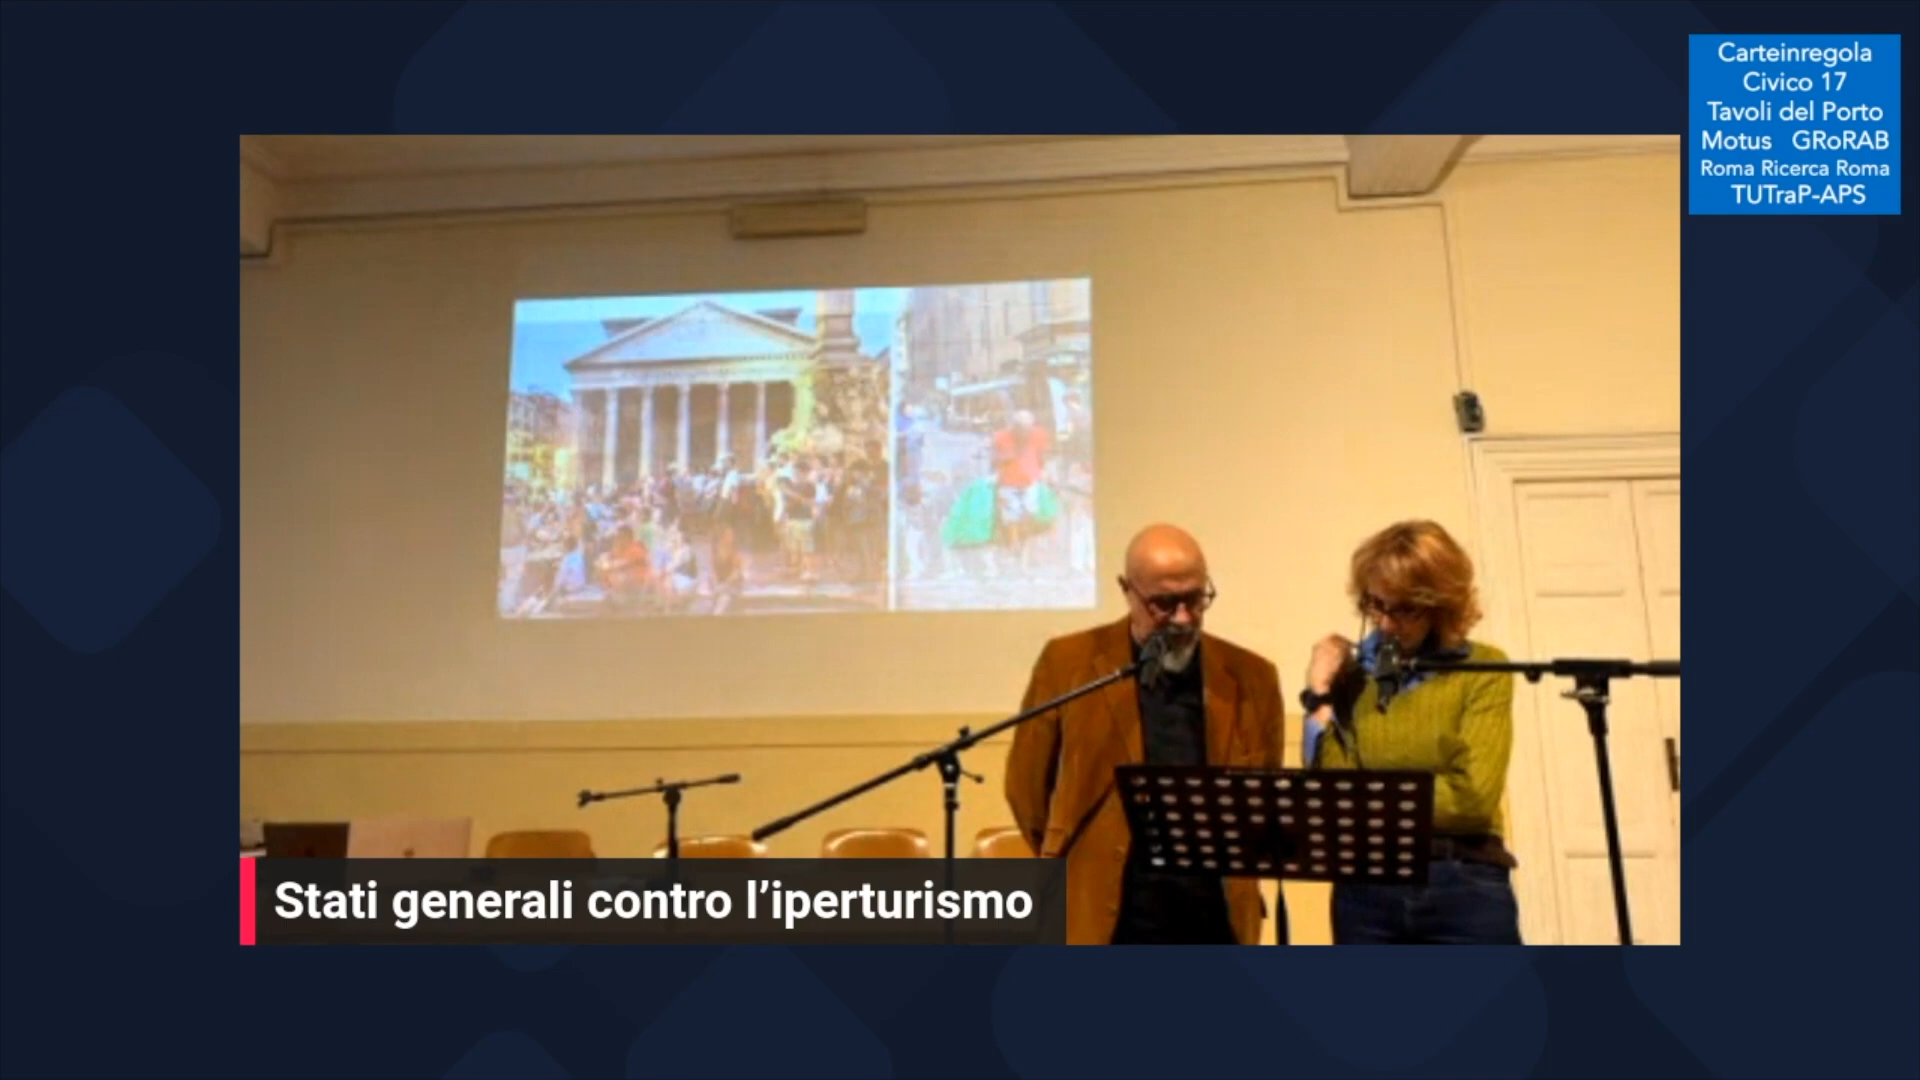 Carteinregola
Civico 17
Tavoli del Porto
Motus GRoRAB
Roma Ricerca Roma
TUTraP-APS
Stati generali contro l’iperturismo